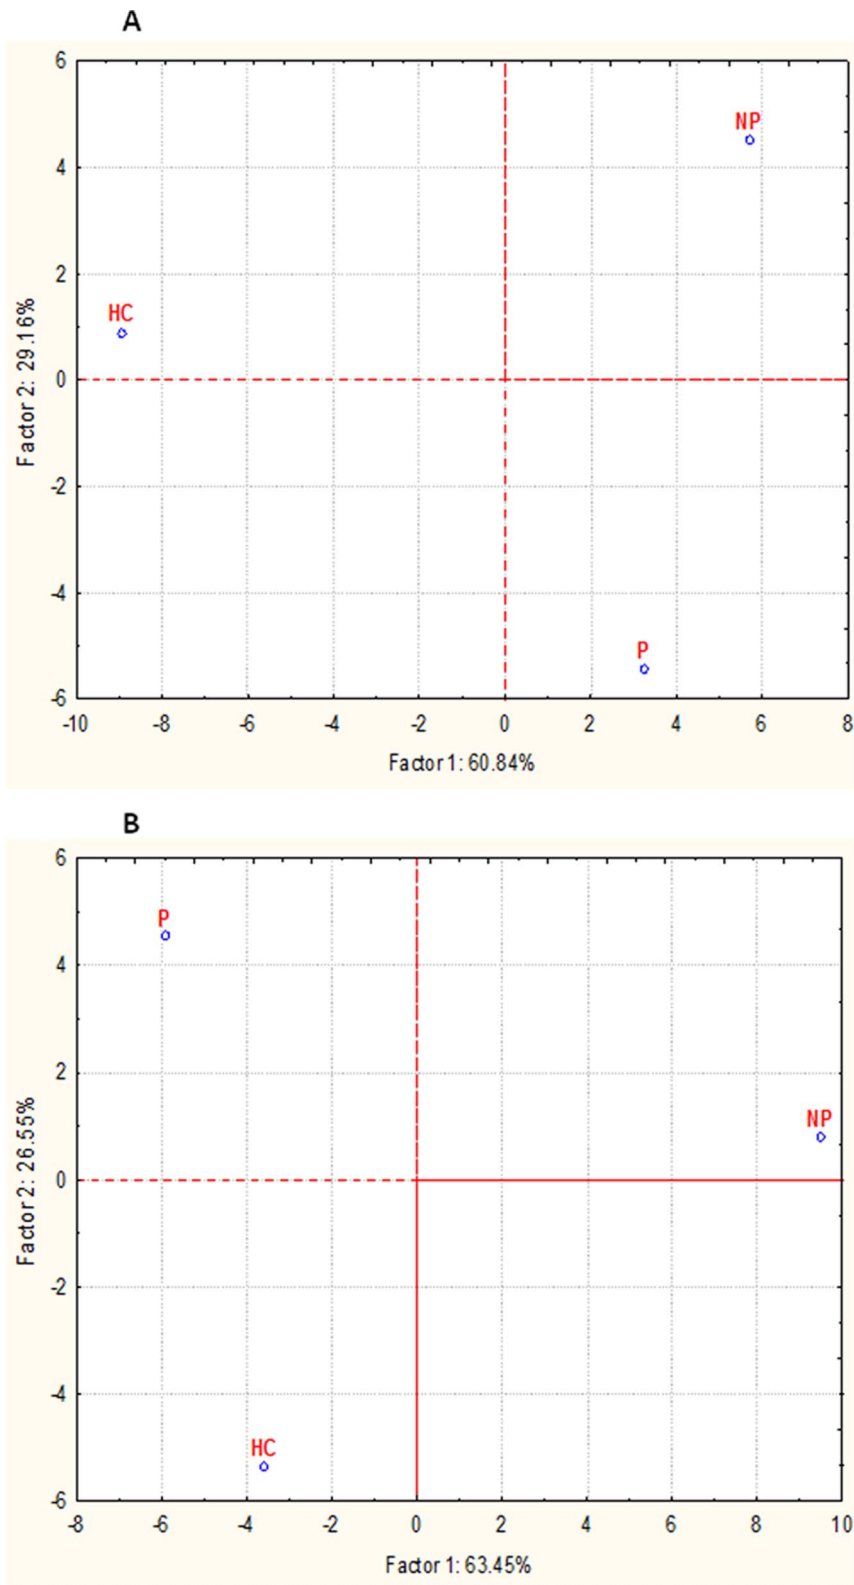 A
6
NP
4
2
HC
0
-2
-4
P
-6
-10 -8 -6 -4 -2 0 2 4 6 8
Factor 2: 29.16%
Factor 1: 60.84%
B
6
P
4
2
NP
0
-2
-4
HC
-6
-8 -6 -4 -2 0 2 4 6 8 10
Factor 2: 26.55%
Factor 1: 63.45%